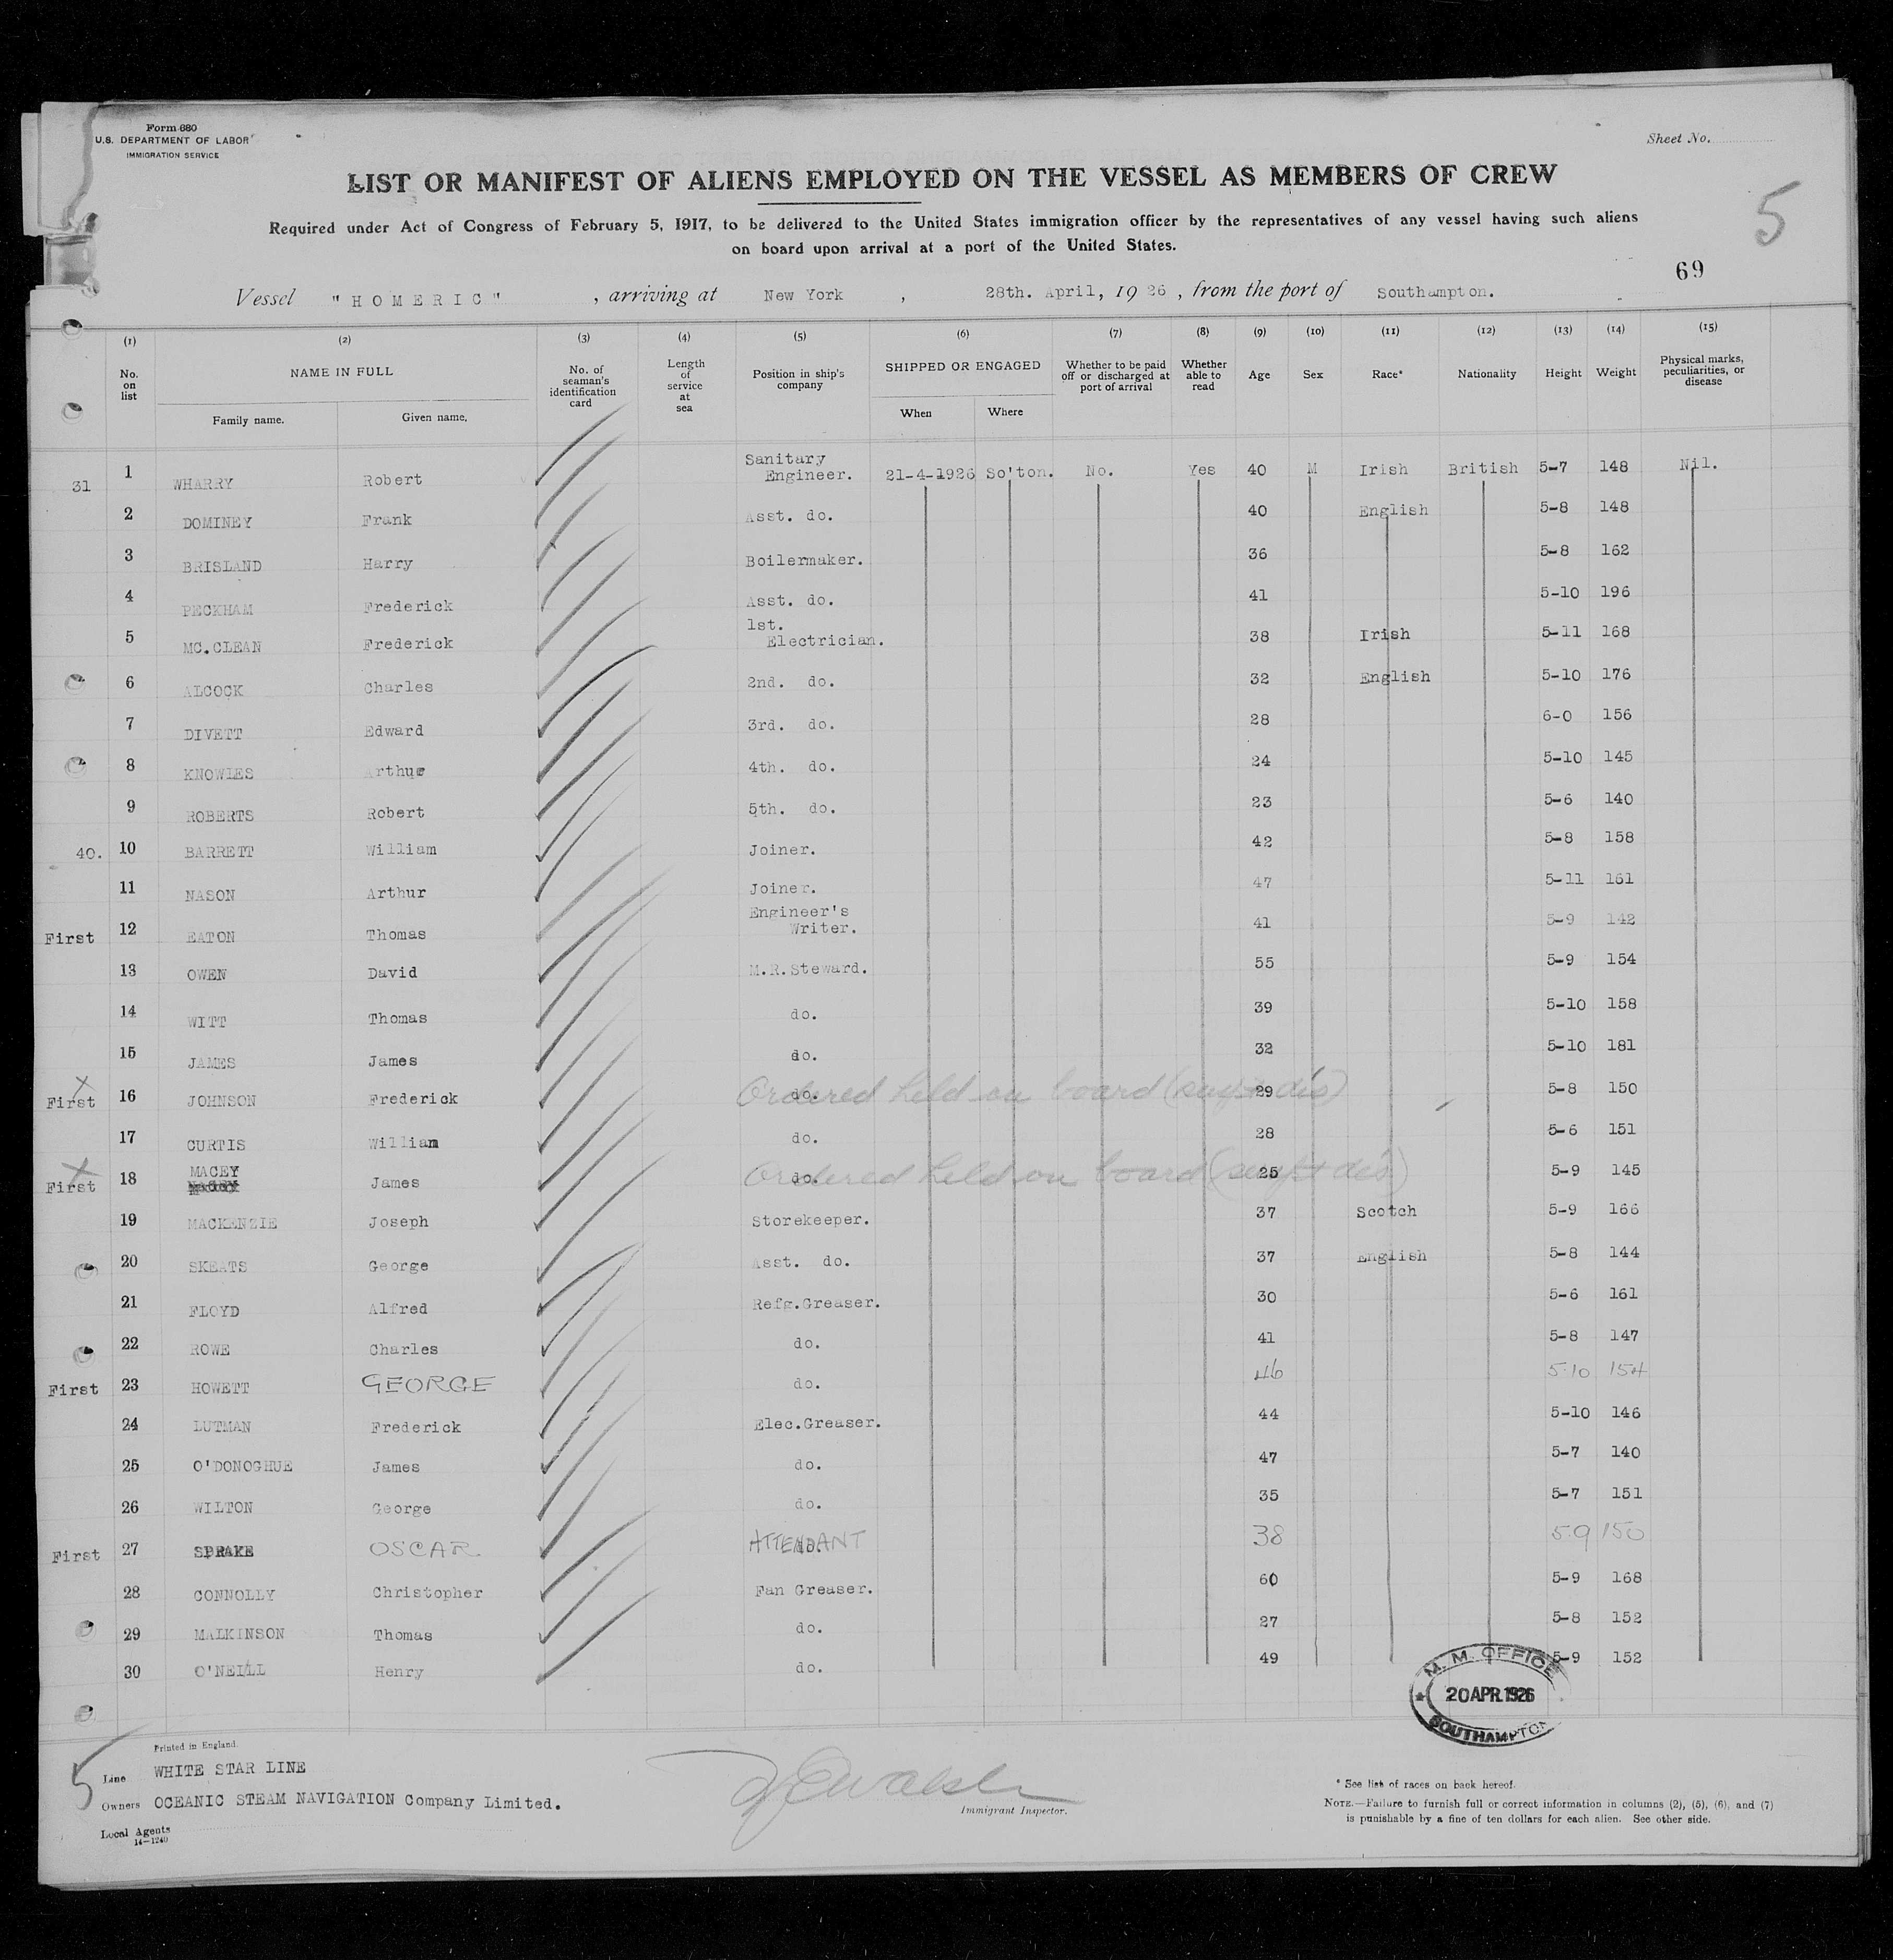 Form 680
U.S. DEPARTMENT OF LABOR
IMMIGRATION SERVICE
Sheet No.
LIST OR MANIFEST OF ALIENS EMPLOYED ON THE VESSEL AS MEMBERS OF CREW
5
Required under Act of Congress of February 5, 1917, to be delivered to the United States immigration officer by the representatives of any vessel having such aliens
on board upon arrival at a port of the United States.
69
Vessel "HOMERIC", arriving at New York, 28th. April, 1926, from the port of Southampton.
(1) (2) (3) (4) (5) (6) (7) (8) (9) (10) (11) (12) (13) (14) (15)
No. on list NAME IN FULL No. of seaman's identification card Length of service at sea Position in ship's company SHIPPED OR ENGAGED Whether to be paid off or discharged at port of arrival Whether able to read Age Sex Race* Nationality Height Weight Physical marks, peculiarities, or disease
Family name. Given name. When Where
31 1 WHARRY Robert Sanitary Engineer. 21-4-1926 So'ton. No. Yes 40 M Irish British 5-7 148 Nil.
2 DOMINEY Frank Asst. do. 40 English 5-8 148
3 BRISLAND Harry Boilermaker. 36 5-8 162
4 PECKHAM Frederick Asst. do. 41 5-10 196
5 MC.CLEAN Frederick 1st. Electrician. 38 Irish 5-11 168
6 ALCOCK Charles 2nd. do. 32 English 5-10 176
7 DIVETT Edward 3rd. do. 28 6-0 156
8 KNOWLES Arthur 4th. do. 24 5-10 145
9 ROBERTS Robert 5th. do. 23 5-6 140
40. 10 BARRETT William Joiner. 42 5-8 158
11 NASON Arthur Joiner. 47 5-11 161
First 12 EATON Thomas Engineer's Writer. 41 5-9 142
13 OWEN David M.R.Steward. 55 5-9 154
14 WITT Thomas do. 39 5-10 158
15 JAMES James do. 32 5-10 181
X First 16 JOHNSON Frederick do. Ordered held on board 29 5-8 150
17 CURTIS William do. 28 5-6 151
X First 18 MACEY James do. Ordered held on board 25 5-9 145
19 MACKENZIE Joseph Storekeeper. 37 Scotch 5-9 166
20 SKEATS George Asst. do. 37 English 5-8 144
21 FLOYD Alfred Refg.Greaser. 30 5-6 161
22 ROWE Charles do. 41 5-8 147
First 23 HOWETT GEORGE do. 46 5-10 154
24 LUTMAN Frederick Elec.Greaser. 44 5-10 146
25 O'DONOGHUE James do. 47 5-7 140
26 WILTON George do. 35 5-7 151
First 27 SPRAKE OSCAR ATTENDANT 38 5-9 150
28 CONNOLLY Christopher Fan Greaser. 60 5-9 168
29 MALKINSON Thomas do. 27 5-8 152
30 O'NEILL Henry do. 49 5-9 152
M. M. OFFICE
20 APR 1926
SOUTHAMPTON
Printed in England.
5
Line WHITE STAR LINE
Owners OCEANIC STEAM NAVIGATION Company Limited.
Local Agents
14-1240
Immigrant Inspector.
* See list of races on back hereof.
NOTE.—Failure to furnish full or correct information in columns (2), (5), (6), and (7)
is punishable by a fine of ten dollars for each alien. See other side.